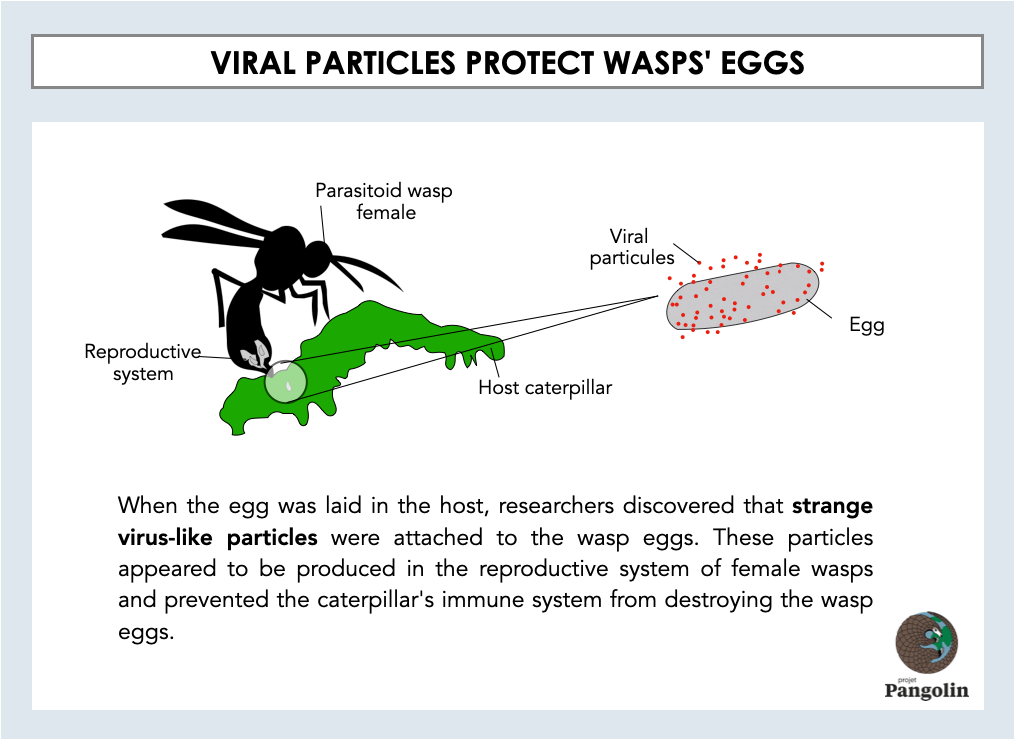 VIRAL PARTICLES PROTECT WASPS' EGGS
Parasitoid wasp
female
Viral
particules
Egg
Reproductive
system
Host caterpillar
When the egg was laid in the host, researchers discovered that strange
virus-like particles were attached to the wasp eggs. These particles
appeared to be produced in the reproductive system of female wasps
and prevented the caterpillar's immune system from destroying the wasp
eggs.
projet
Pangolin